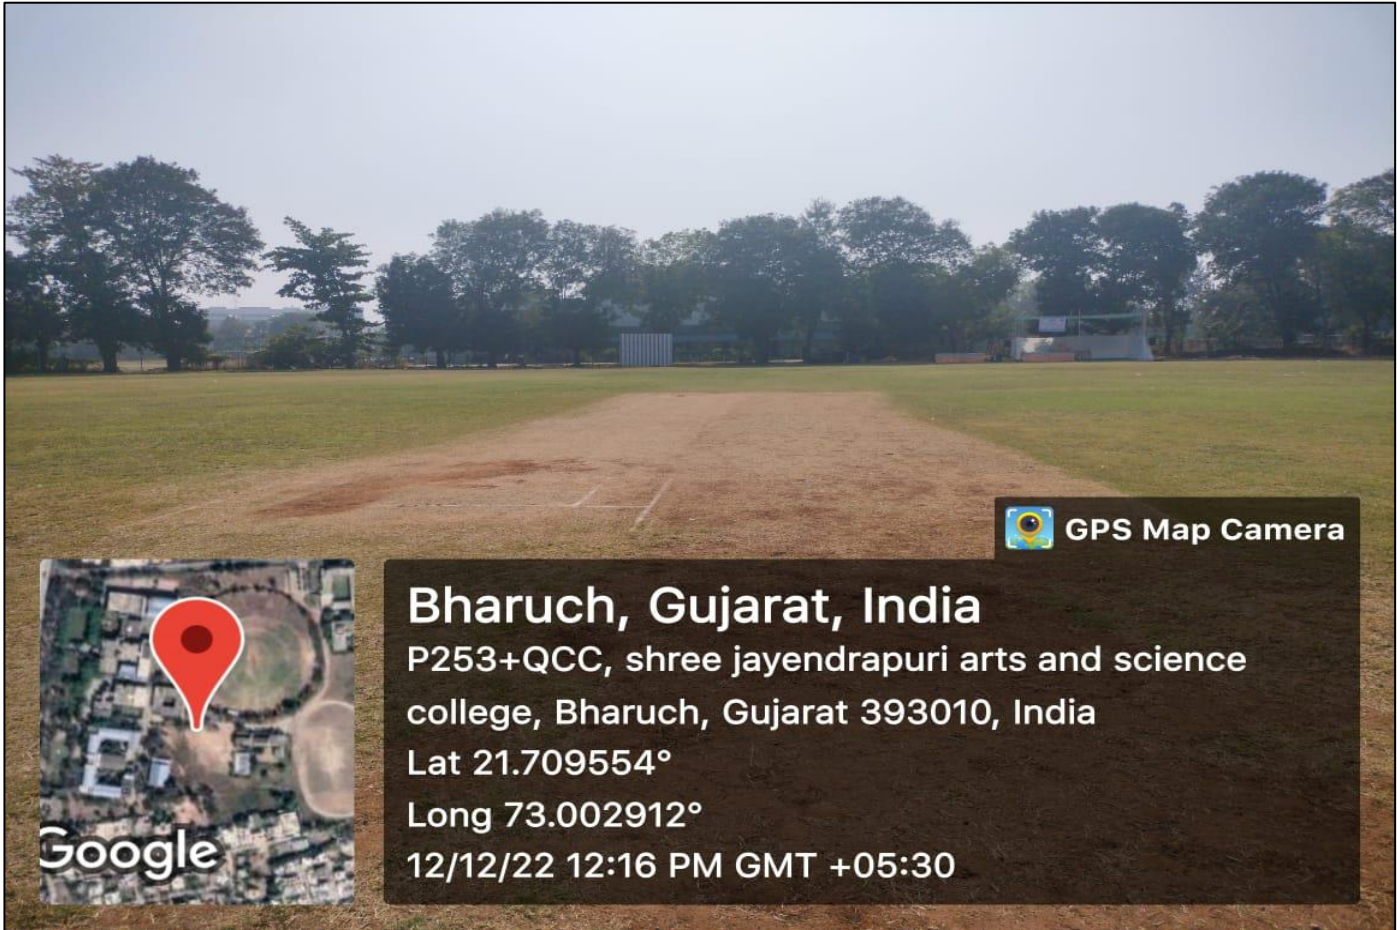 GPS Map Camera
Bharuch, Gujarat, India
P253+QCC, shree jayendrapuri arts and science
college, Bharuch, Gujarat 393010, India
Lat 21.709554°
Long 73.002912°
12/12/22 12:16 PM GMT +05:30
Google